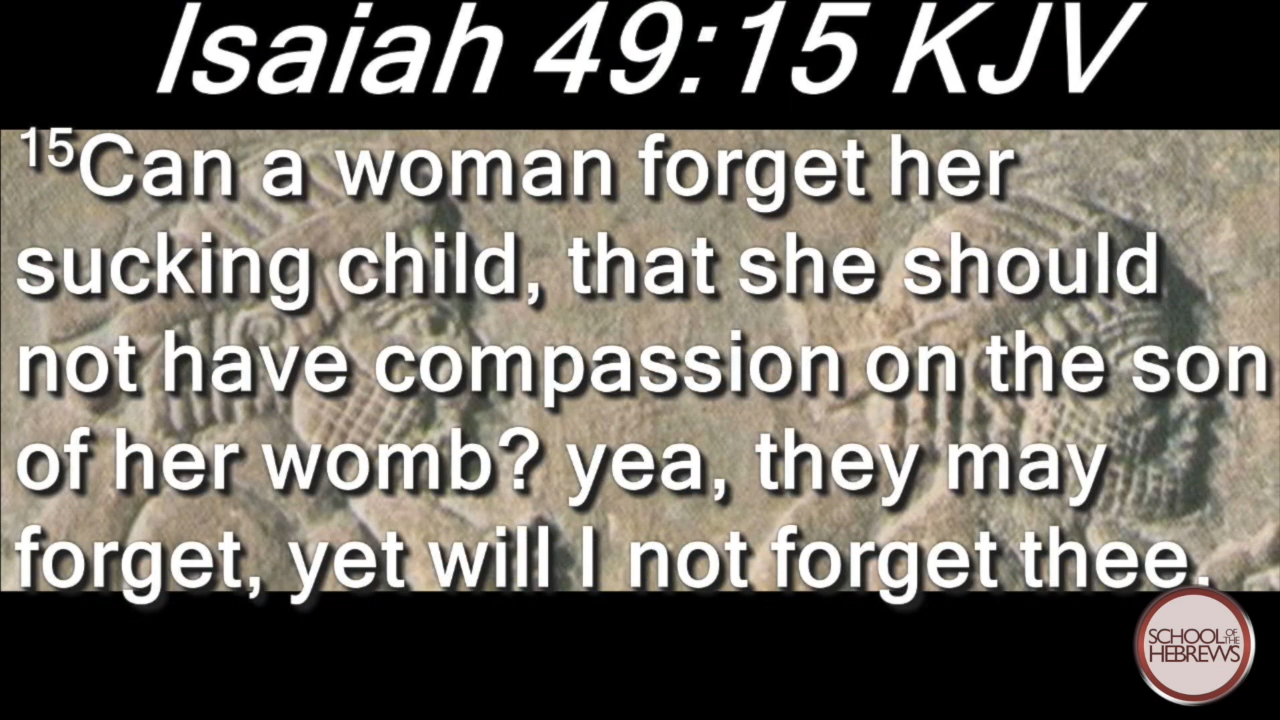 Isaiah 49:15 KJV
15Can a woman forget her
sucking child, that she should
not have compassion on the son
of her womb? yea, they may
forget, yet will I not forget thee.
SCHOOL OF THE
HEBREWS